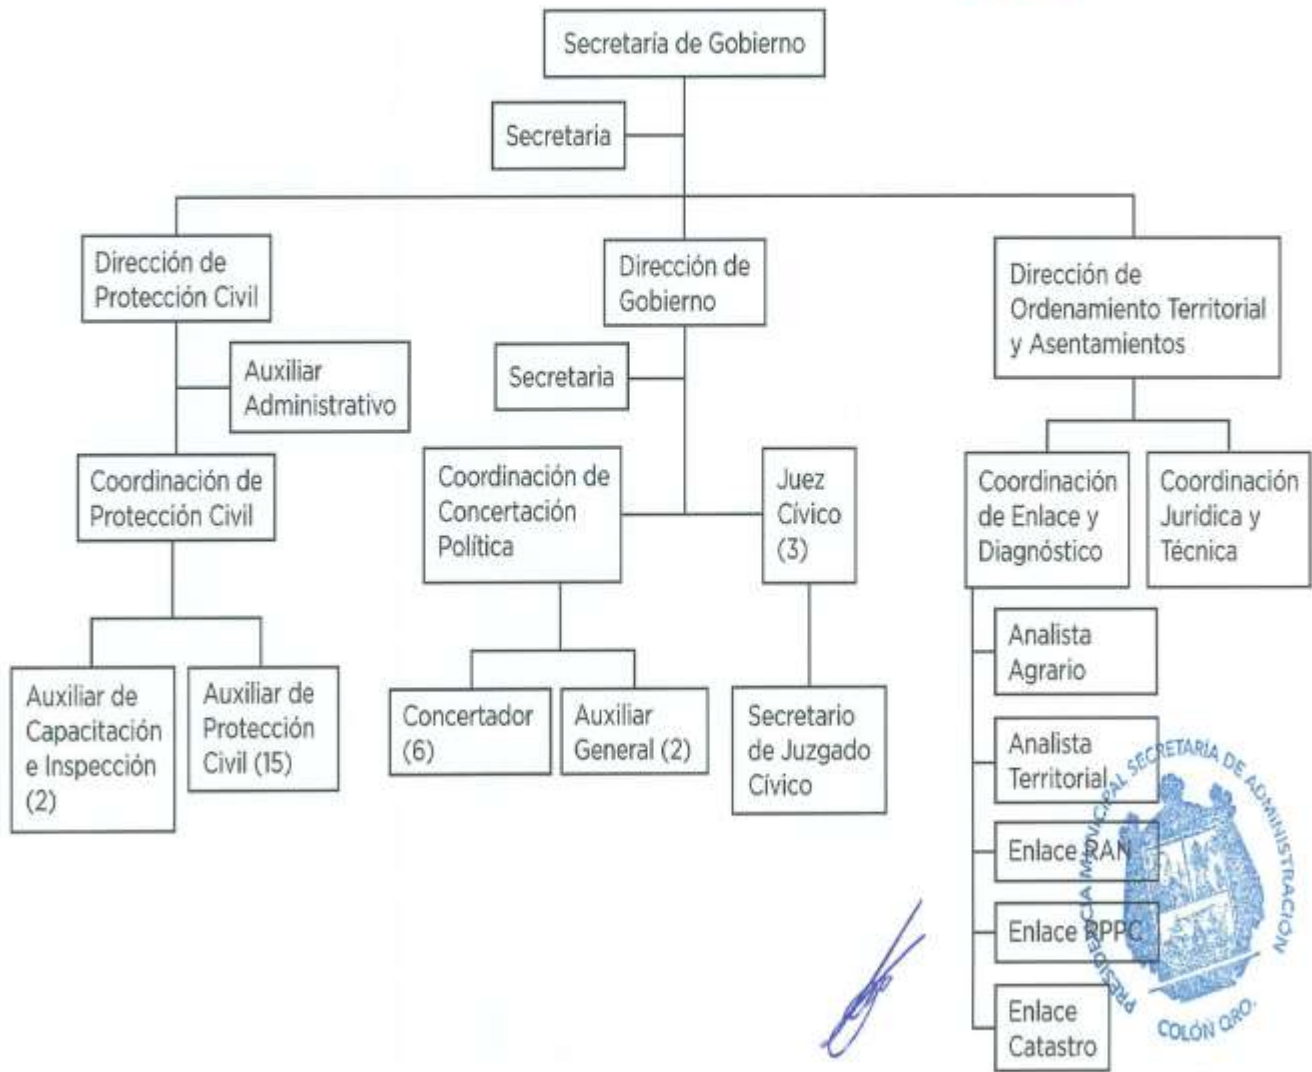 Secretaría de Gobierno
Secretaria
Dirección de
Protección Civil
Dirección de
Gobierno
Dirección de
Ordenamiento Territorial
y Asentamientos
Auxiliar
Administrativo
Secretaria
Coordinación de
Protección Civil
Coordinación de
Concertación
Política
Juez
Cívico
(3)
Coordinación
de Enlace y
Diagnóstico
Coordinación
Jurídica y
Técnica
Auxiliar de
Capacitación
e Inspección
(2)
Auxiliar de
Protección
Civil (15)
Concertador
(6)
Auxiliar
General (2)
Secretario
de Juzgado
Cívico
Analista
Agrario
Analista
Territorial
Enlace RAN
Enlace RPPC
Enlace
Catastro
PRESIDENCIA MUNICIPAL SECRETARÍA DE ADMINISTRACIÓN
COLÓN QRO.